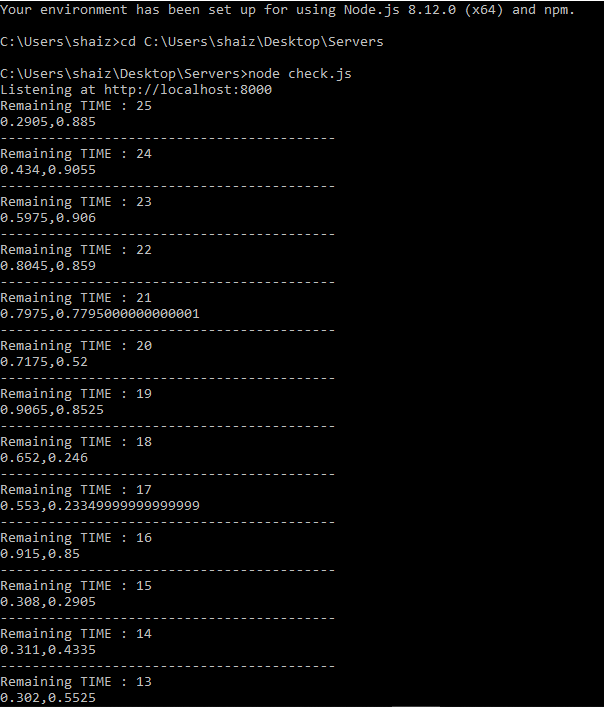 Your environment has been set up for using Node.js 8.12.0 (x64) and npm.
C:\Users\shaiz>cd C:\Users\shaiz\Desktop\Servers
C:\Users\shaiz\Desktop\Servers>node check.js
Listening at http://localhost:8000
Remaining TIME : 25
0.2905,0.885
------------------------------------------
Remaining TIME : 24
0.434,0.9055
------------------------------------------
Remaining TIME : 23
0.5975,0.906
------------------------------------------
Remaining TIME : 22
0.8045,0.859
------------------------------------------
Remaining TIME : 21
0.7975,0.7795000000000001
------------------------------------------
Remaining TIME : 20
0.7175,0.52
------------------------------------------
Remaining TIME : 19
0.9065,0.8525
------------------------------------------
Remaining TIME : 18
0.652,0.246
------------------------------------------
Remaining TIME : 17
0.553,0.23349999999999999
------------------------------------------
Remaining TIME : 16
0.915,0.85
------------------------------------------
Remaining TIME : 15
0.308,0.2905
------------------------------------------
Remaining TIME : 14
0.311,0.4335
------------------------------------------
Remaining TIME : 13
0.302,0.5525